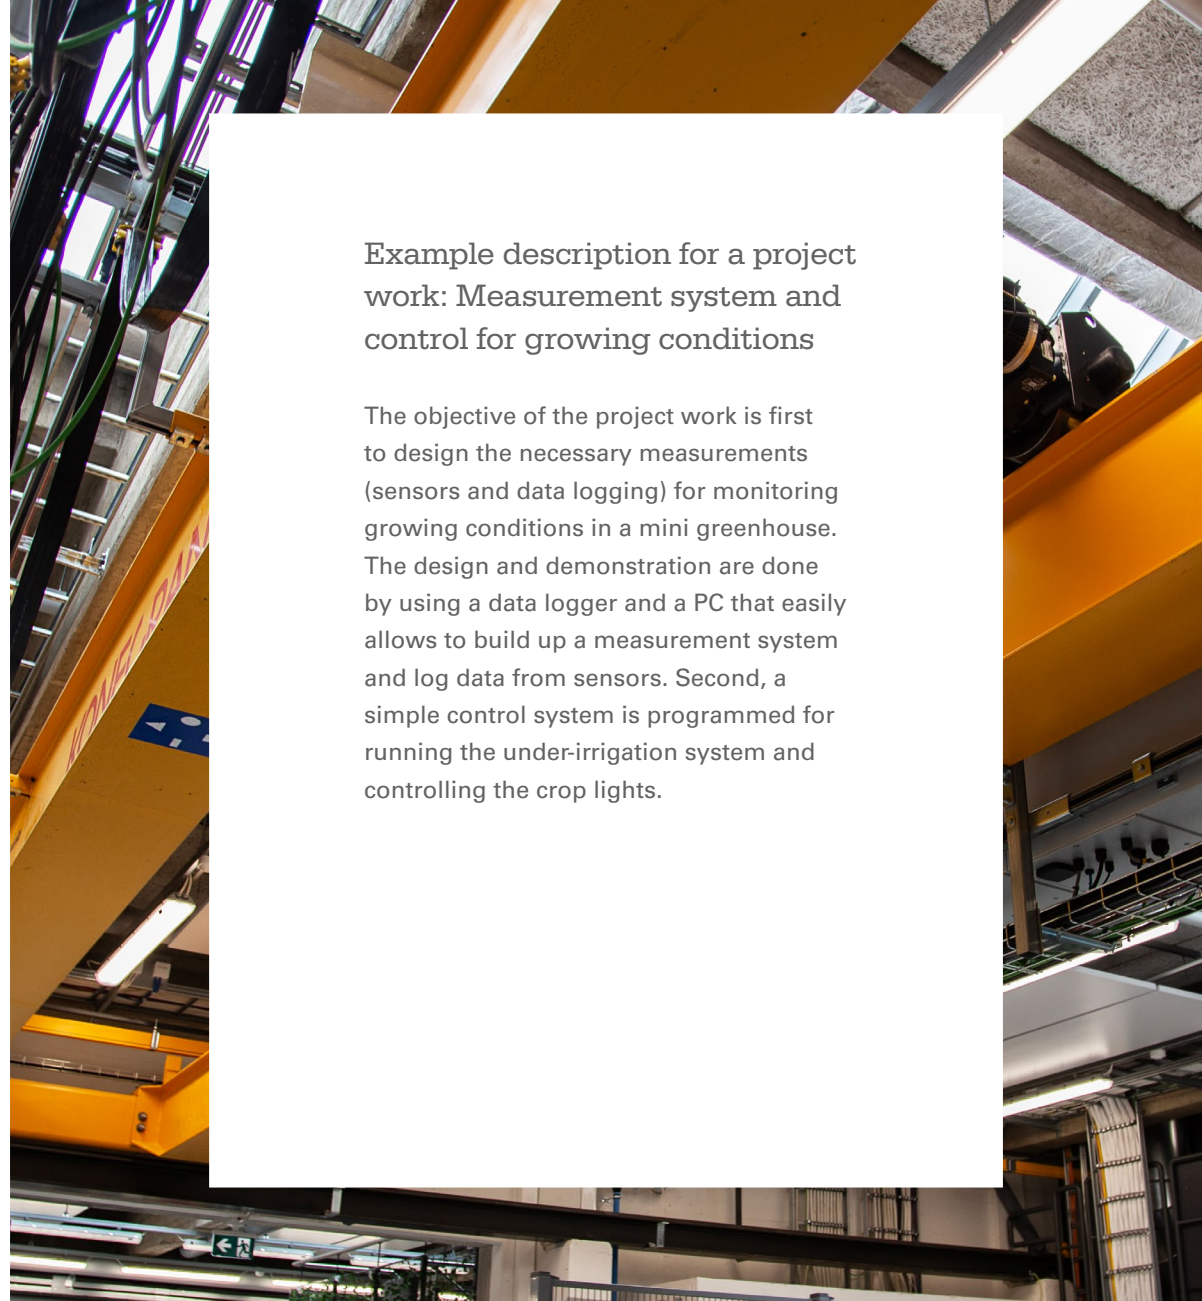 Example description for a project
work: Measurement system and
control for growing conditions
The objective of the project work is first
to design the necessary measurements
(sensors and data logging) for monitoring
growing conditions in a mini greenhouse.
The design and demonstration are done
by using a data logger and a PC that easily
allows to build up a measurement system
and log data from sensors. Second, a
simple control system is programmed for
running the under-irrigation system and
controlling the crop lights.